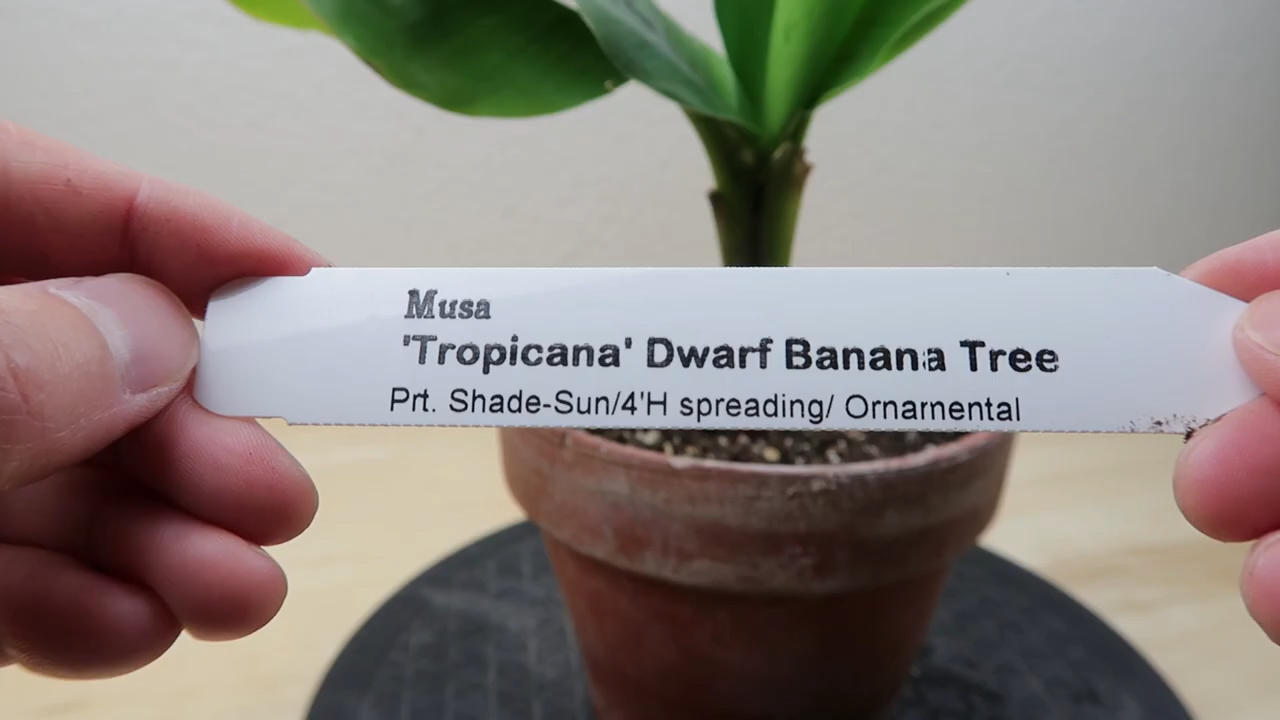 Musa
'Tropicana' Dwarf Banana Tree
Prt. Shade-Sun/4'H spreading/ Ornamental